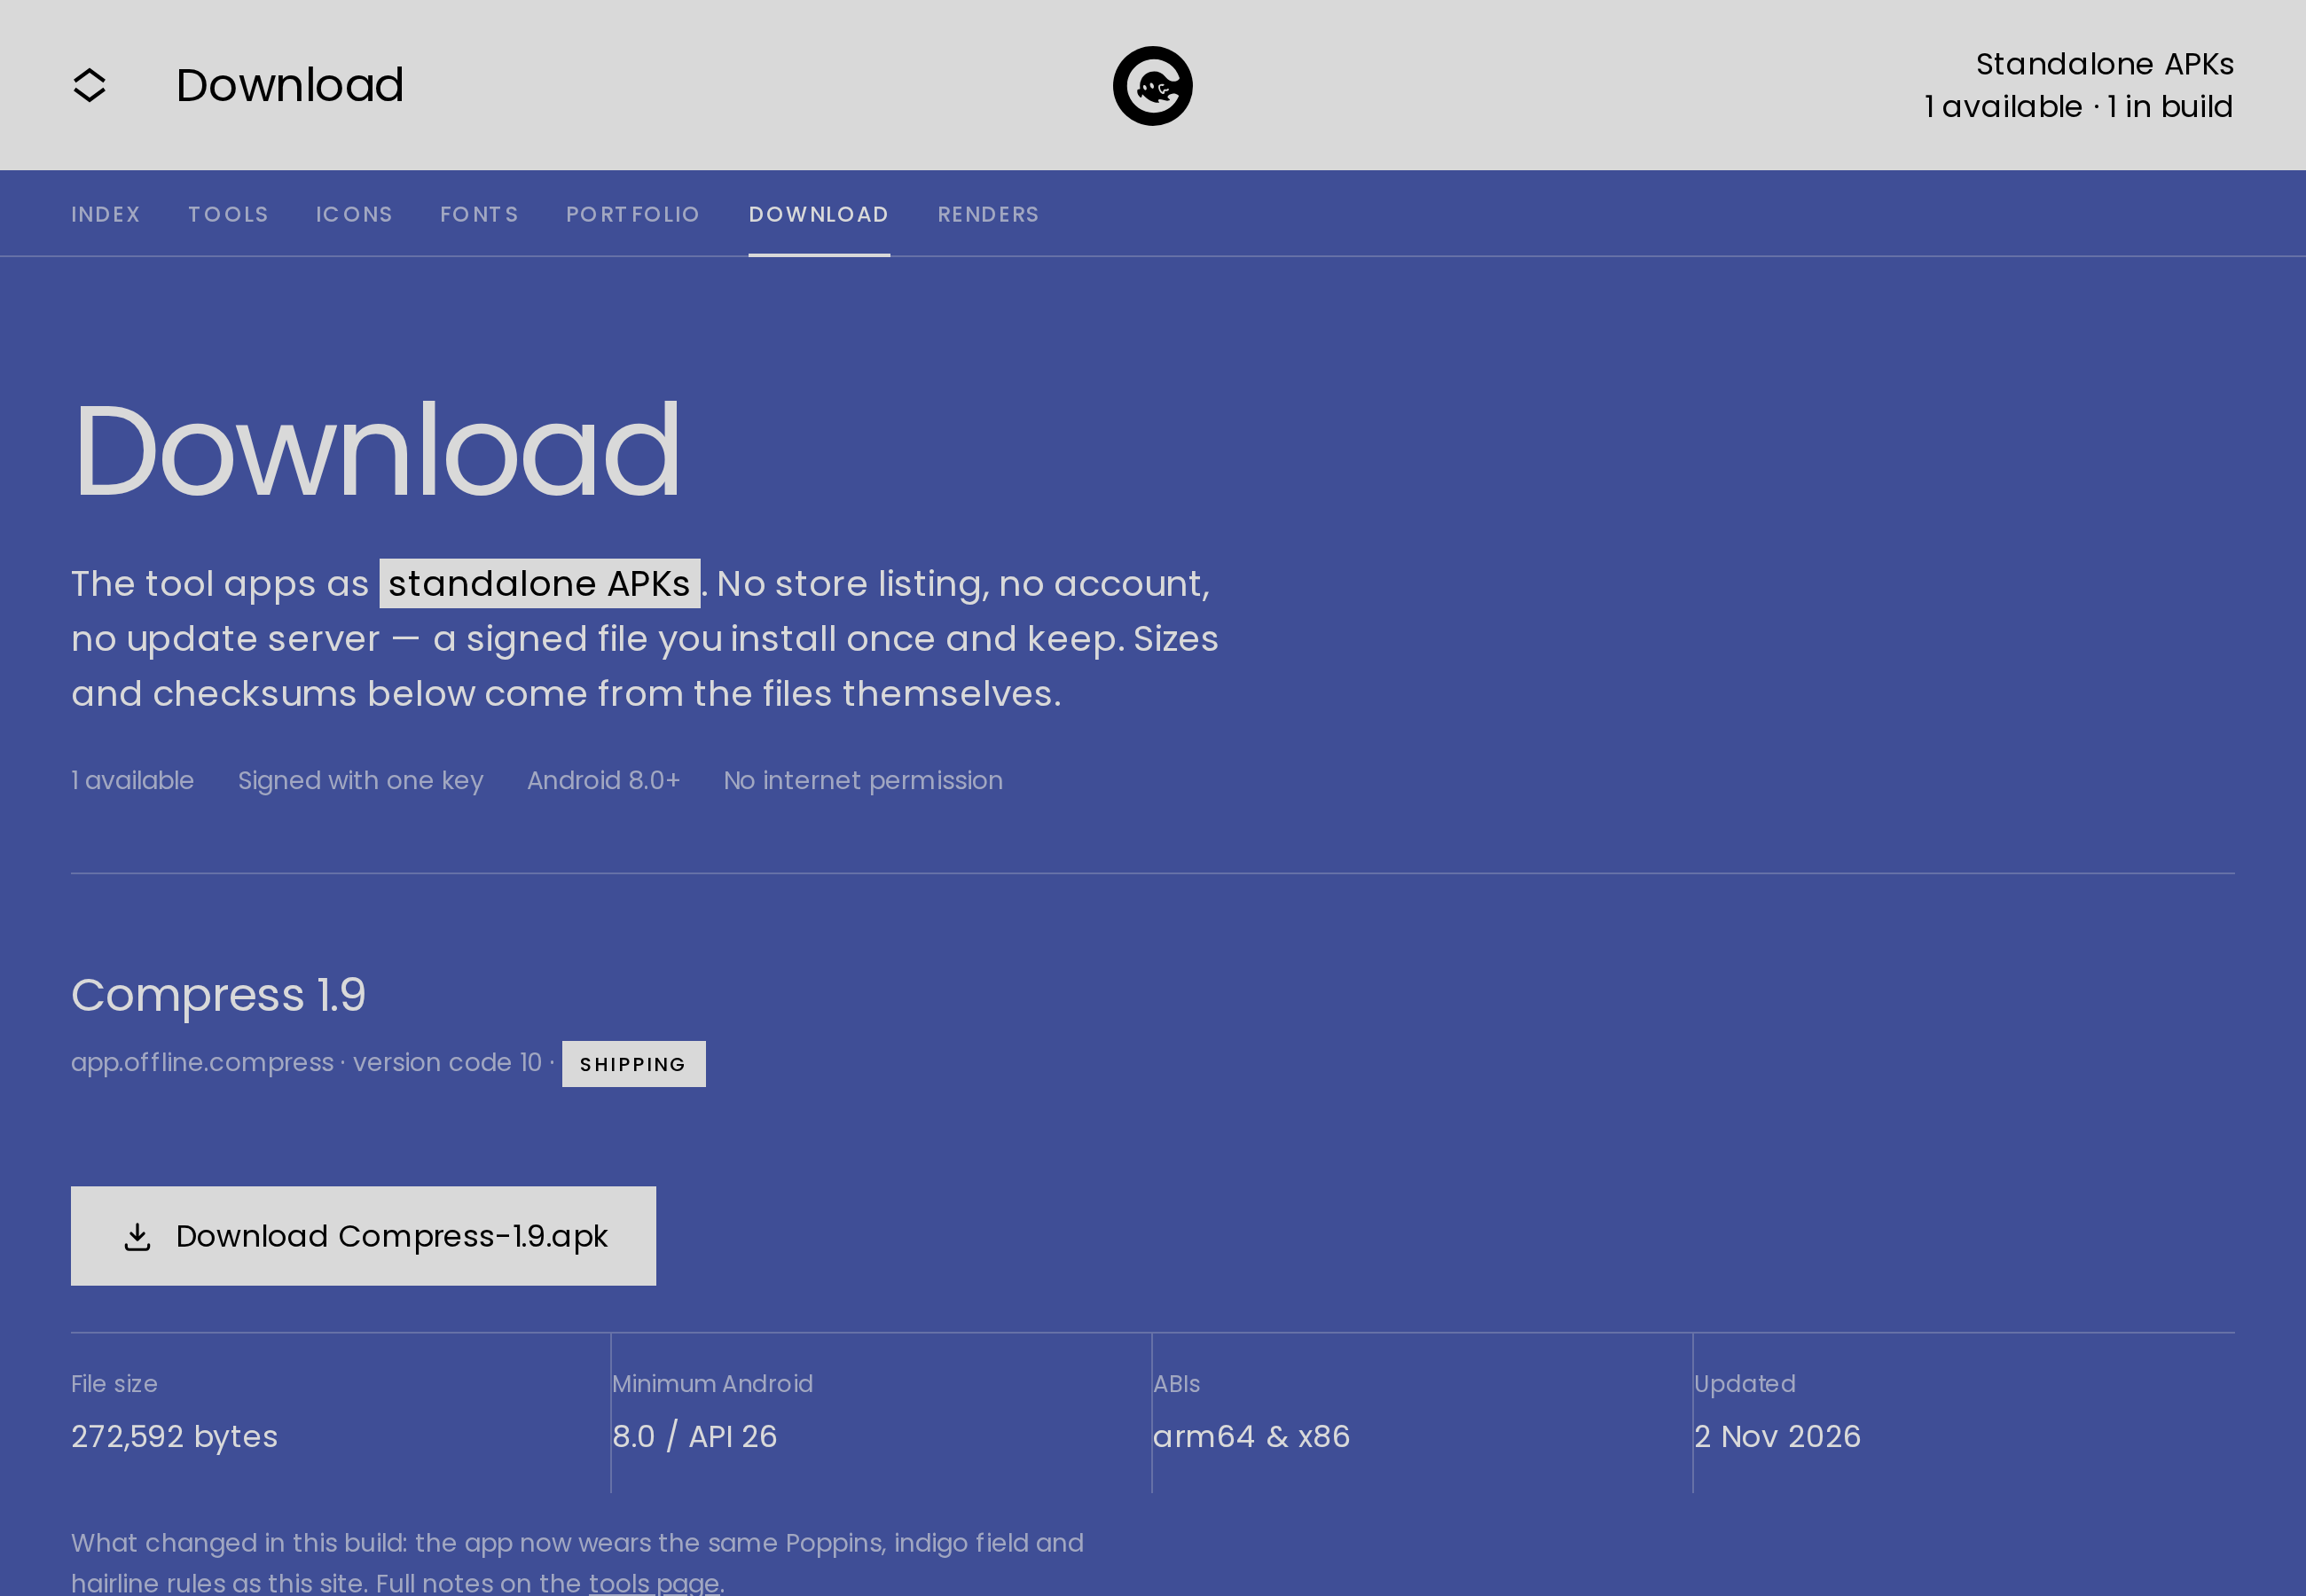 Download
Standalone APKs
1 available · 1 in build
INDEX TOOLS ICONS FONTS PORTFOLIO DOWNLOAD RENDERS
Download
The tool apps as standalone APKs. No store listing, no account,
no update server — a signed file you install once and keep. Sizes
and checksums below come from the files themselves.
1 available Signed with one key Android 8.0+ No internet permission
Compress 1.9
app.offline.compress · version code 10 · SHIPPING
Download Compress-1.9.apk
File size Minimum Android ABIs Updated
272,592 bytes 8.0 / API 26 arm64 & x86 2 Nov 2026
What changed in this build: the app now wears the same Poppins, indigo field and
hairline rules as this site. Full notes on the tools page.